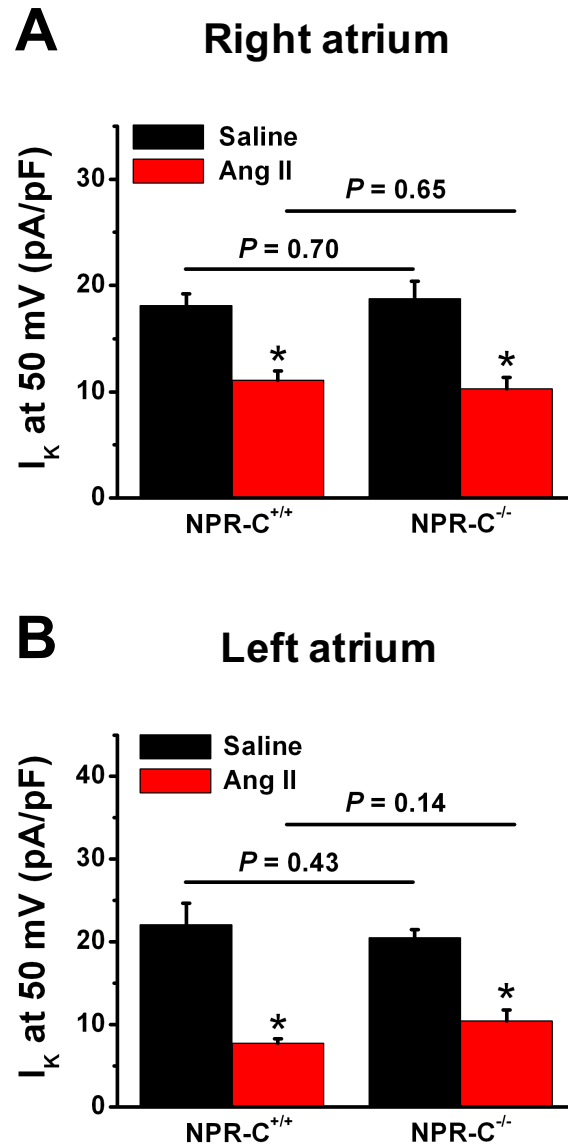 A Right atrium
Saline
Ang II
P = 0.65
P = 0.70
* *
I_K at 50 mV (pA/pF)
30
20
10
0
NPR-C^{+/+} NPR-C^{-/-}
B Left atrium
Saline
Ang II
P = 0.14
P = 0.43
* *
I_K at 50 mV (pA/pF)
40
30
20
10
0
NPR-C^{+/+} NPR-C^{-/-}